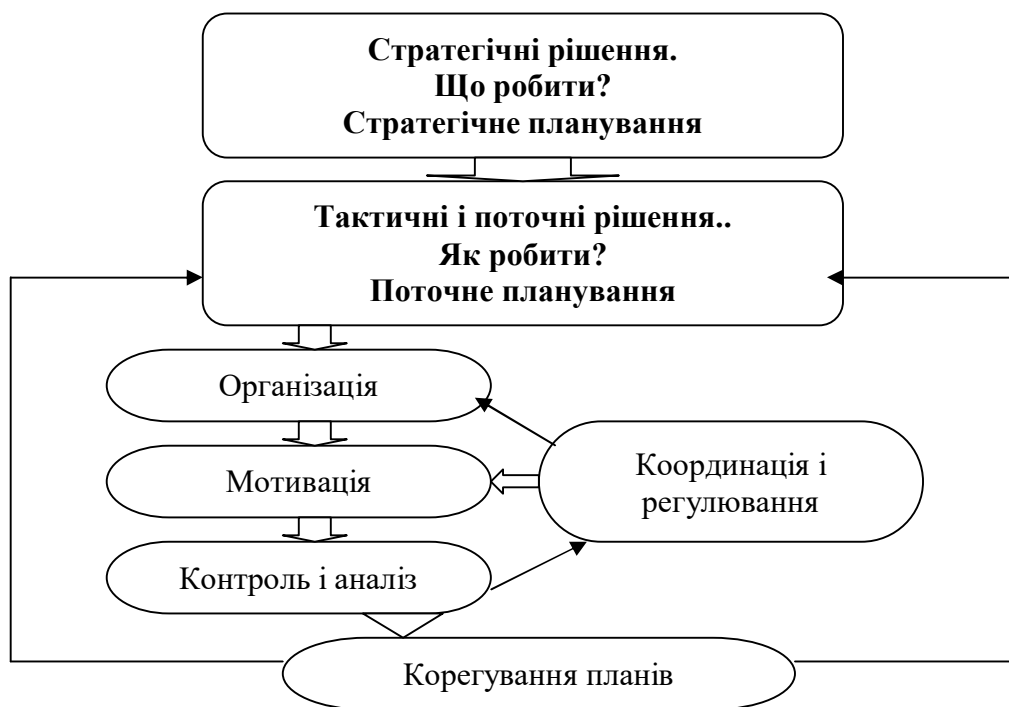 Стратегічні рішення.
Що робити?
Стратегічне планування
Тактичні і поточні рішення..
Як робити?
Поточне планування
Організація
Мотивація
Координація і
регулювання
Контроль і аналіз
Корегування планів